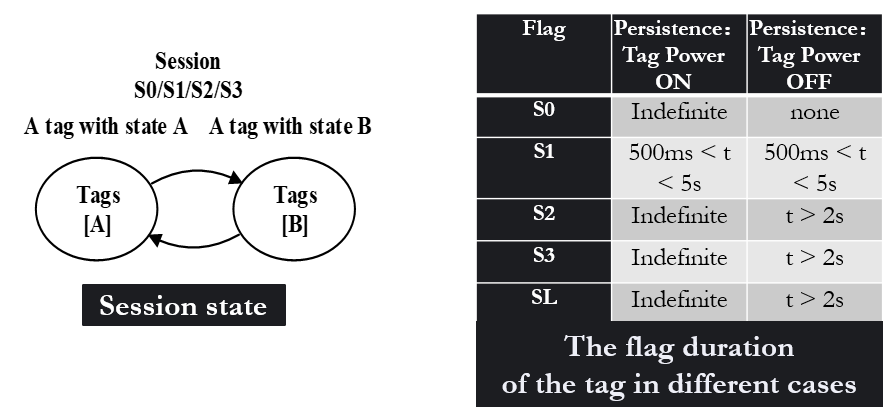 Session
S0/S1/S2/S3
A tag with state A A tag with state B
Tags
[A]
Tags
[B]
Session state
Flag
Persistence：
Tag Power
ON
Persistence：
Tag Power
OFF
S0
Indefinite
none
S1
500ms < t
< 5s
500ms < t
< 5s
S2
Indefinite
t > 2s
S3
Indefinite
t > 2s
SL
Indefinite
t > 2s
The flag duration
of the tag in different cases